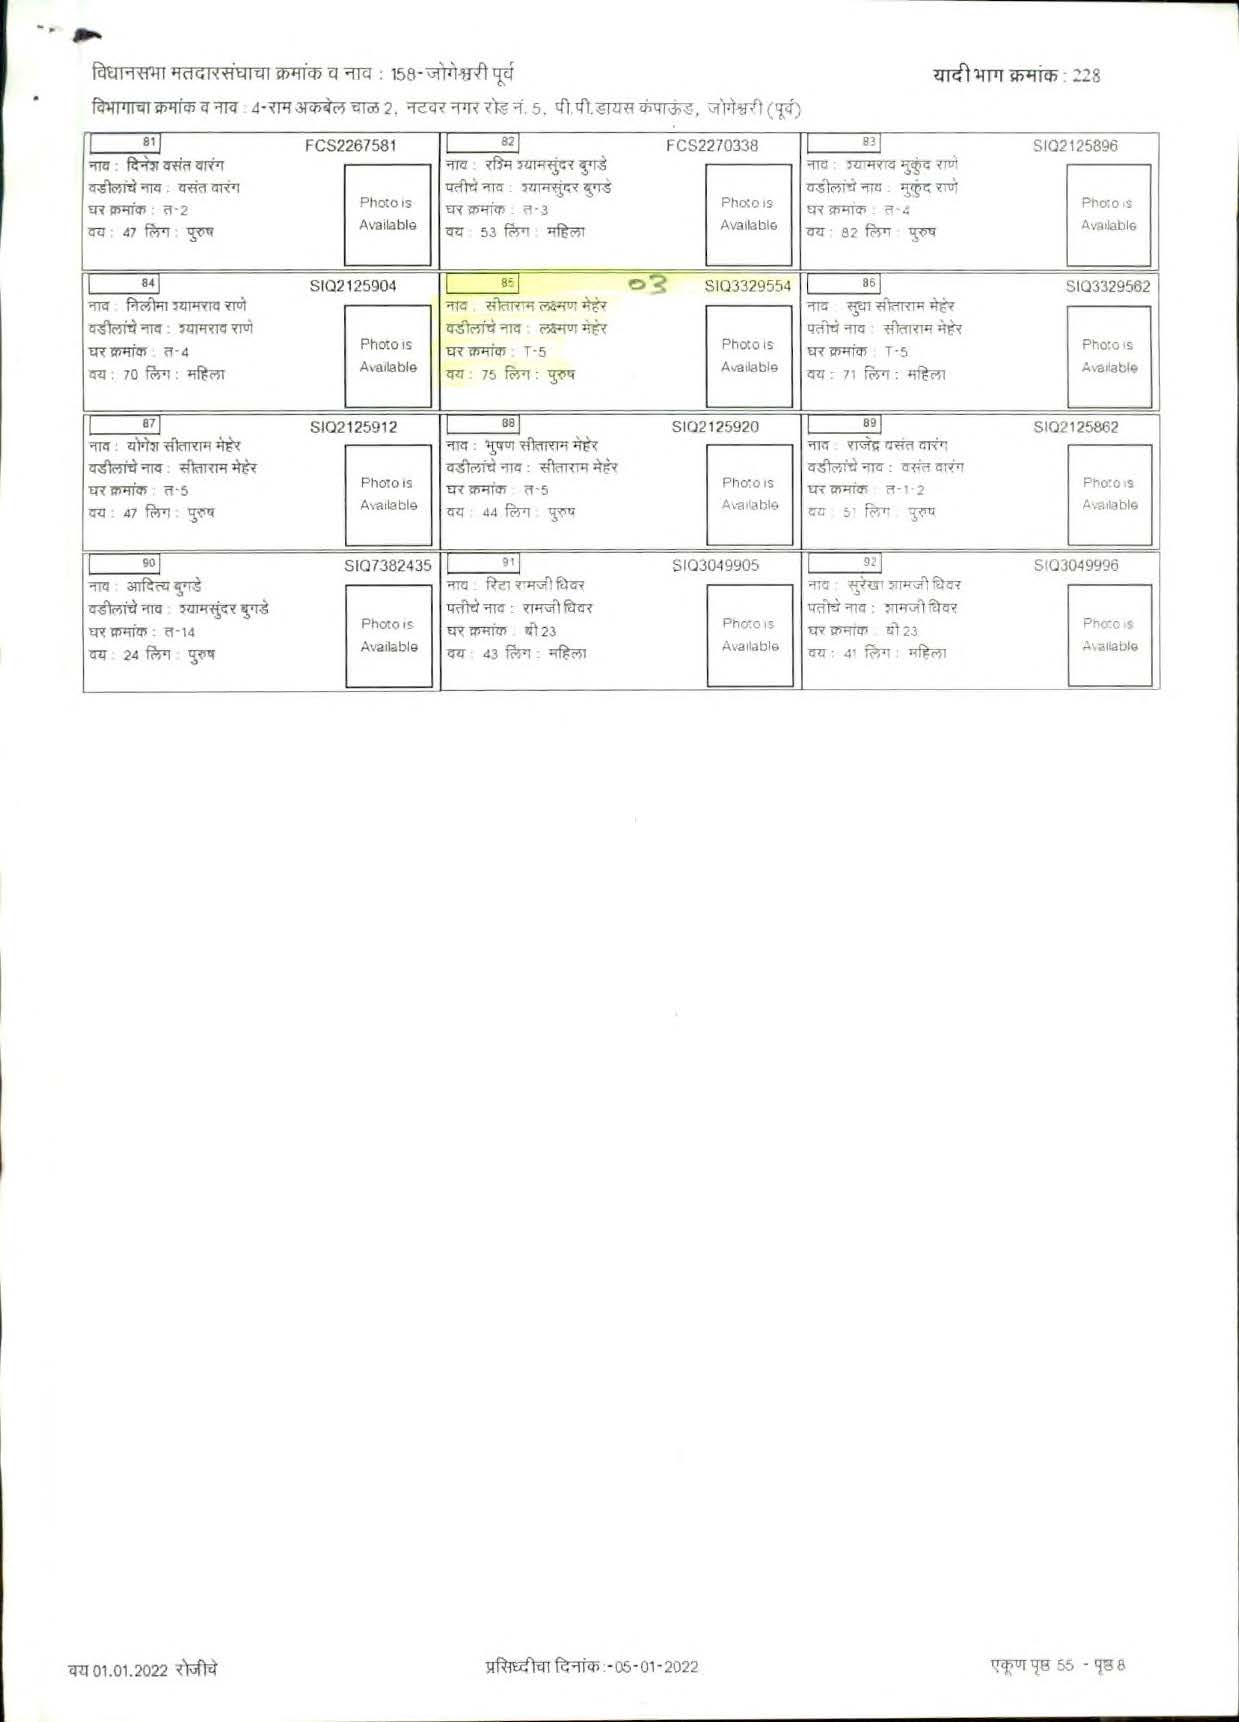 विधानसभा मतदारसंघाचा क्रमांक व नाव : 158-जोगेश्वरी पूर्व
यादी भाग क्रमांक : 228
विभागाचा क्रमांक व नाव : 4-राम अकबेल चाळ 2, नटवर नगर रोड नं. 5, पी.पी.डायस कंपाऊंड, जोगेश्वरी (पूर्व)
81 FCS2267581
नाव : दिनेश वसंत वारंग
वडीलांचे नाव : वसंत वारंग
घर क्रमांक : त-2
वय : 47 लिंग : पुरुष
Photo is
Available
82 FCS2270338
नाव : रश्मि श्यामसुंदर बुगडे
पतीचे नाव : श्यामसुंदर बुगडे
घर क्रमांक : त-3
वय : 53 लिंग : महिला
Photo is
Available
83 SIQ2125896
नाव : श्यामराव मुकुंद राणे
वडीलांचे नाव : मुकुंद राणे
घर क्रमांक : त-4
वय : 82 लिंग : पुरुष
Photo is
Available
84 SIQ2125904
नाव : निलीमा श्यामराव राणे
वडीलांचे नाव : श्यामराव राणे
घर क्रमांक : त-4
वय : 70 लिंग : महिला
Photo is
Available
85 03 SIQ3329554
नाव : सीताराम लक्ष्मण मेहेर
वडीलांचे नाव : लक्ष्मण मेहेर
घर क्रमांक : T-5
वय : 75 लिंग : पुरुष
Photo is
Available
86 SIQ3329562
नाव : सुधा सीताराम मेहेर
पतीचे नाव : सीताराम मेहेर
घर क्रमांक : T-5
वय : 71 लिंग : महिला
Photo is
Available
87 SIQ2125912
नाव : योगेश सीताराम मेहेर
वडीलांचे नाव : सीताराम मेहेर
घर क्रमांक : त-5
वय : 47 लिंग : पुरुष
Photo is
Available
88 SIQ2125920
नाव : भुषण सीताराम मेहेर
वडीलांचे नाव : सीताराम मेहेर
घर क्रमांक : त-5
वय : 44 लिंग : पुरुष
Photo is
Available
89 SIQ2125862
नाव : राजेंद्र वसंत वारंग
वडीलांचे नाव : वसंत वारंग
घर क्रमांक : त-1-2
वय : 51 लिंग : पुरुष
Photo is
Available
90 SIQ7382435
नाव : आदित्य बुगडे
वडीलांचे नाव : श्यामसुंदर बुगडे
घर क्रमांक : त-14
वय : 24 लिंग : पुरुष
Photo is
Available
91 SIQ3049905
नाव : रिटा रामजी धिवर
पतीचे नाव : रामजी धिवर
घर क्रमांक : बी 23
वय : 43 लिंग : महिला
Photo is
Available
92 SIQ3049996
नाव : सुरेखा शामजी धिवर
पतीचे नाव : शामजी धिवर
घर क्रमांक : बी 23
वय : 41 लिंग : महिला
Photo is
Available
वय 01.01.2022 रोजीचे
प्रसिध्दीचा दिनांक:-05-01-2022
एकूण पृष्ठ 55 - पृष्ठ 8